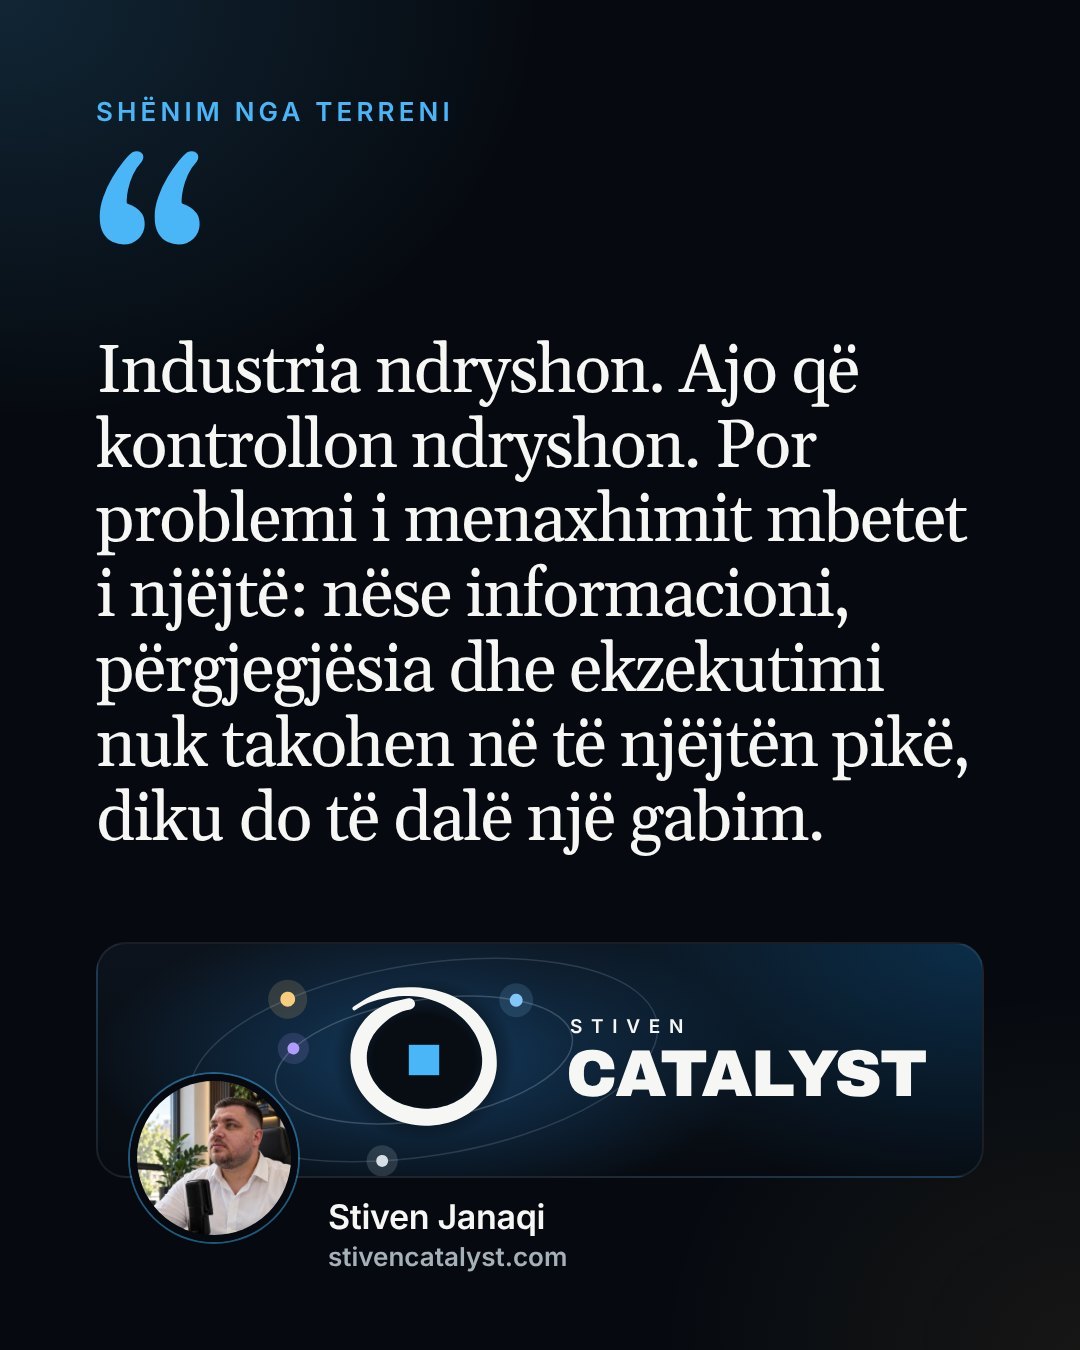 SHËNIM NGA TERRENI
“
Industria ndryshon. Ajo që
kontrollon ndryshon. Por
problemi i menaxhimit mbetet
i njëjtë: nëse informacioni,
përgjegjësia dhe ekzekutimi
nuk takohen në të njëjtën pikë,
diku do të dalë një gabim.
STIVEN
CATALYST
Stiven Janaqi
stivencatalyst.com